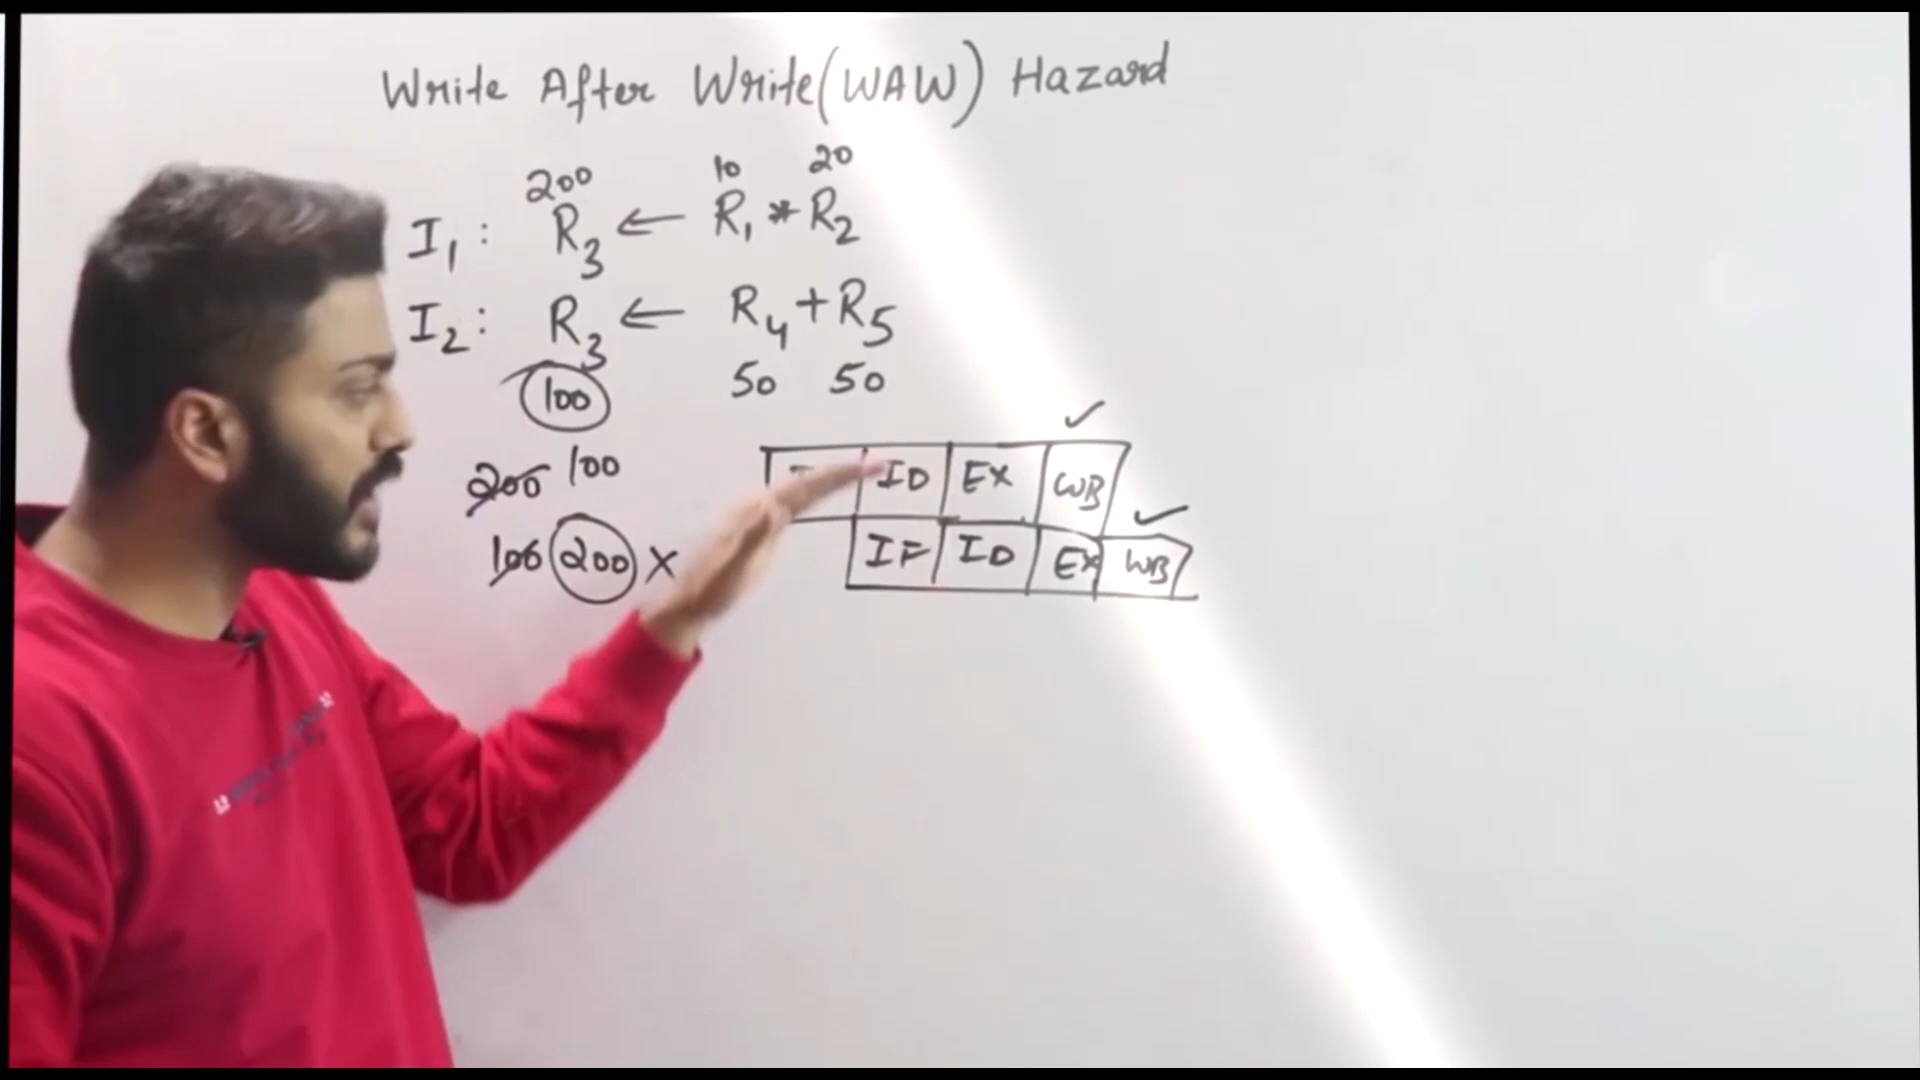 Write After Write(WAW) Hazard
200 10 20
I1: R3 ← R1 * R2
I2: R3 ← R4 + R5
100 50 50
200 100
100 200 X
✓
ID EX WB
✓
IF ID EX WB